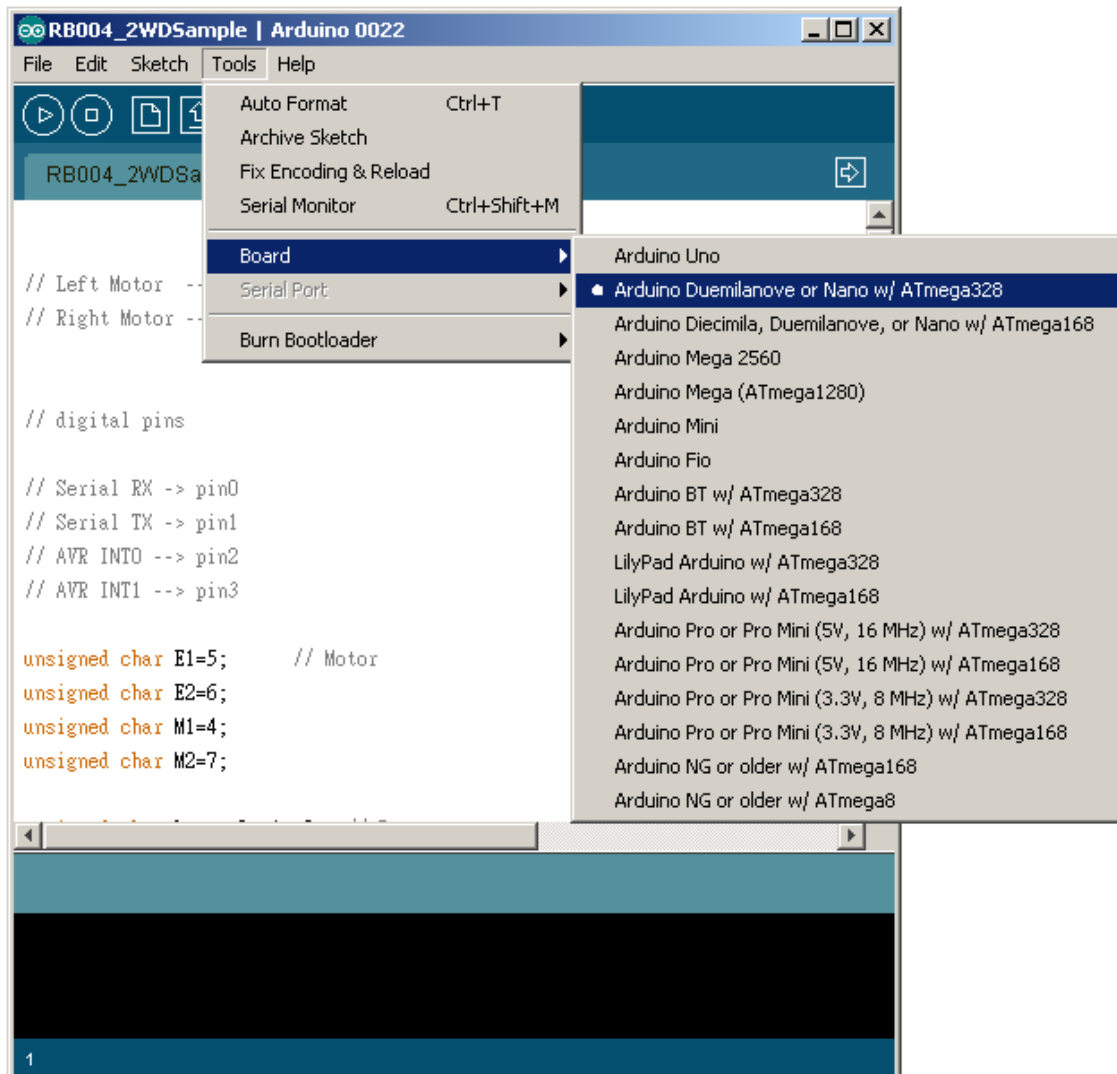 RB004_2WDSample | Arduino 0022
File Edit Sketch Tools Help
Auto Format Ctrl+T
Archive Sketch
Fix Encoding & Reload
Serial Monitor Ctrl+Shift+M
Board
Serial Port
Burn Bootloader
RB004_2WDSa
Arduino Uno
Arduino Duemilanove or Nano w/ ATmega328
Arduino Diecimila, Duemilanove, or Nano w/ ATmega168
Arduino Mega 2560
Arduino Mega (ATmega1280)
Arduino Mini
Arduino Fio
Arduino BT w/ ATmega328
Arduino BT w/ ATmega168
LilyPad Arduino w/ ATmega328
LilyPad Arduino w/ ATmega168
Arduino Pro or Pro Mini (5V, 16 MHz) w/ ATmega328
Arduino Pro or Pro Mini (5V, 16 MHz) w/ ATmega168
Arduino Pro or Pro Mini (3.3V, 8 MHz) w/ ATmega328
Arduino Pro or Pro Mini (3.3V, 8 MHz) w/ ATmega168
Arduino NG or older w/ ATmega168
Arduino NG or older w/ ATmega8
// Left Motor --
// Right Motor --
// digital pins
// Serial RX -> pin0
// Serial TX -> pin1
// AVR INT0 --> pin2
// AVR INT1 --> pin3
unsigned char E1=5; // Motor
unsigned char E2=6;
unsigned char M1=4;
unsigned char M2=7;
1